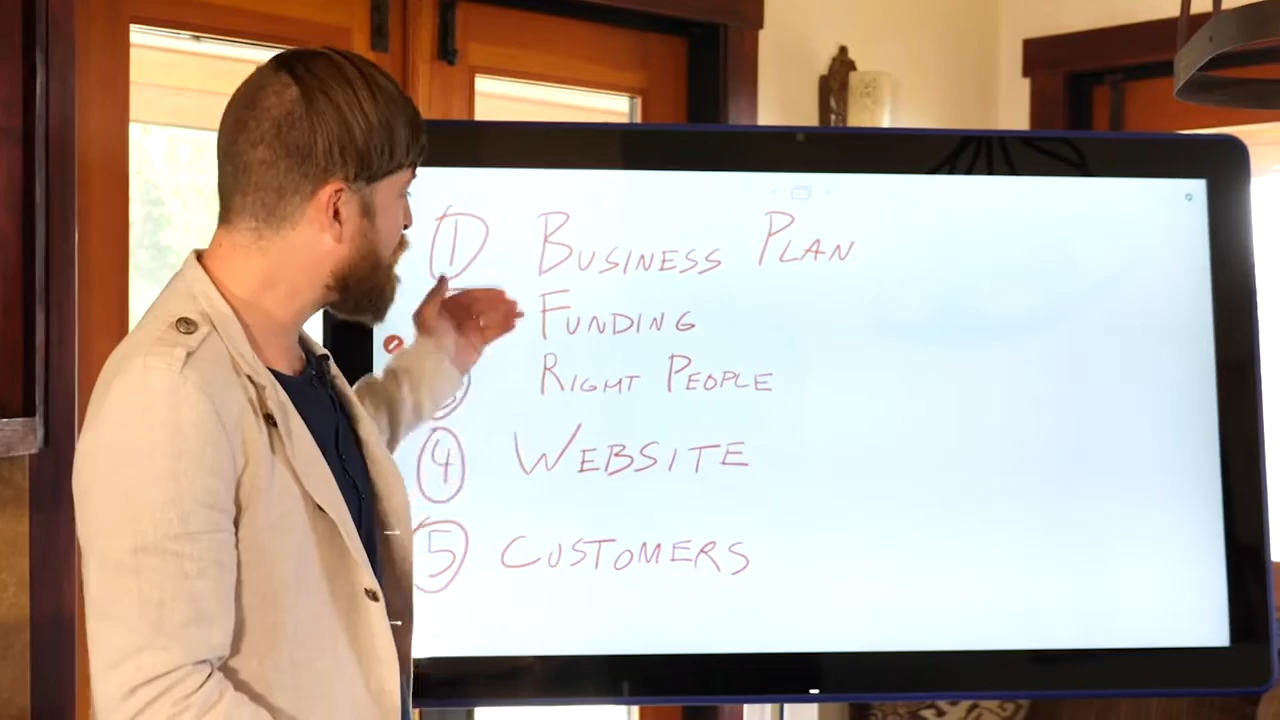 1 BUSINESS PLAN
FUNDING
RIGHT PEOPLE
4 WEBSITE
5 CUSTOMERS